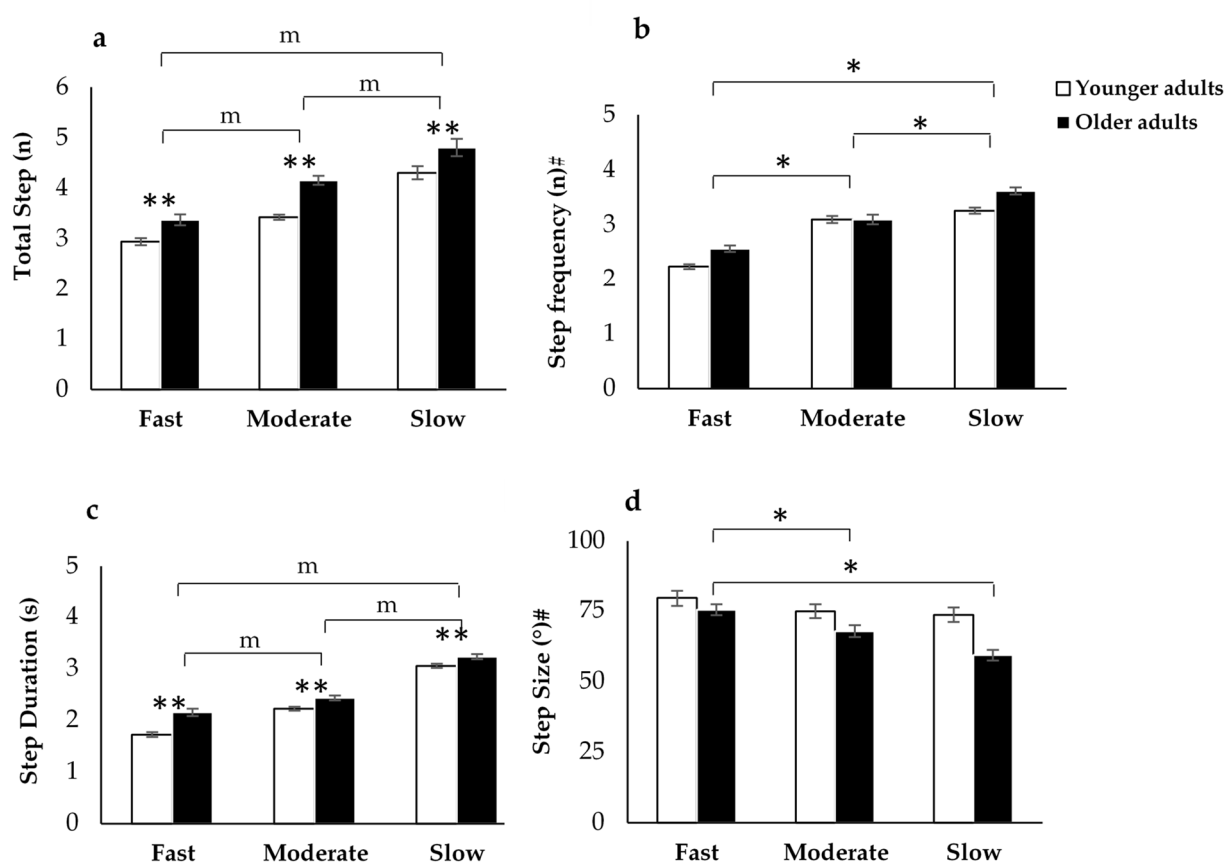 a
m
m
m
6
5
4
3
2
1
0
Total Step (n)
**
**
**
Fast Moderate Slow
b
*
*
*
5
4
3
2
1
0
Step frequency (n)#
Fast Moderate Slow
Younger adults
Older adults
c
m
m
m
5
4
3
2
1
0
Step Duration (s)
**
**
**
Fast Moderate Slow
d
*
*
100
75
50
25
0
Step Size (°)#
Fast Moderate Slow